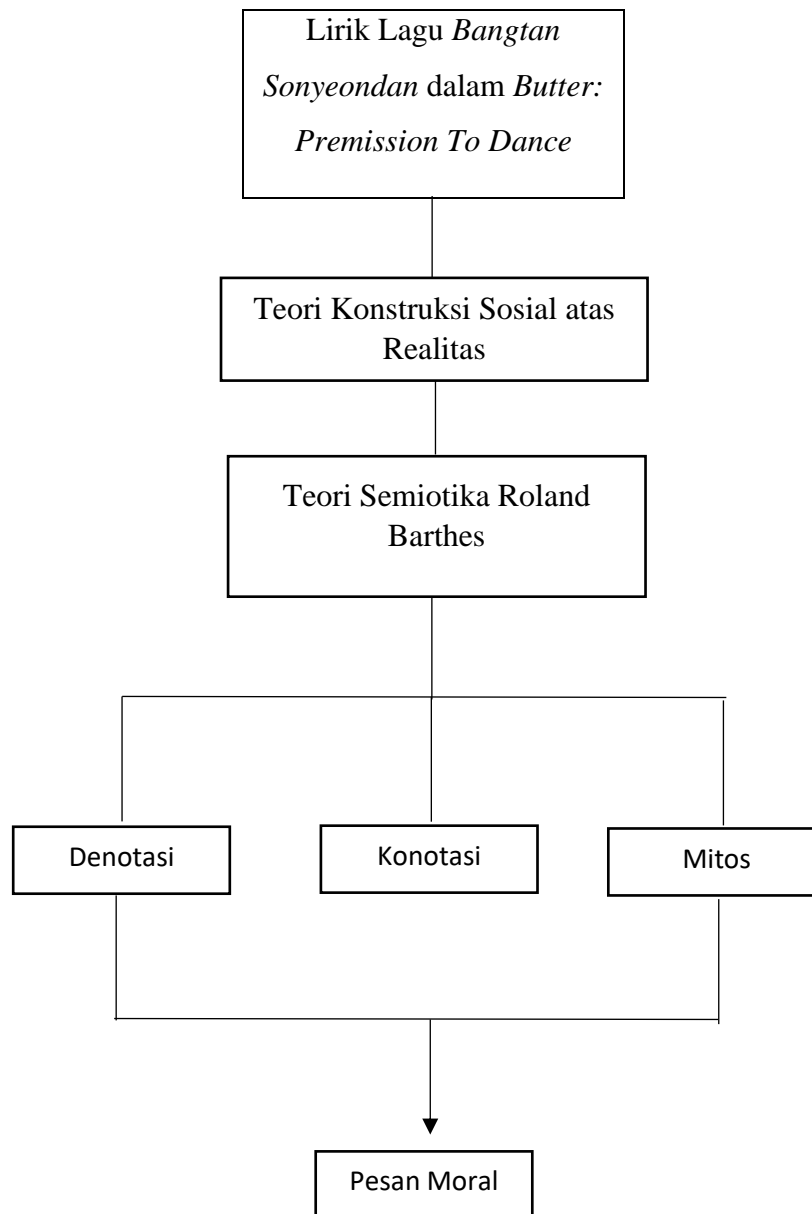 Lirik Lagu Bangtan
Sonyeondan dalam Butter:
Premission To Dance
Teori Konstruksi Sosial atas
Realitas
Teori Semiotika Roland
Barthes
Denotasi
Konotasi
Mitos
Pesan Moral